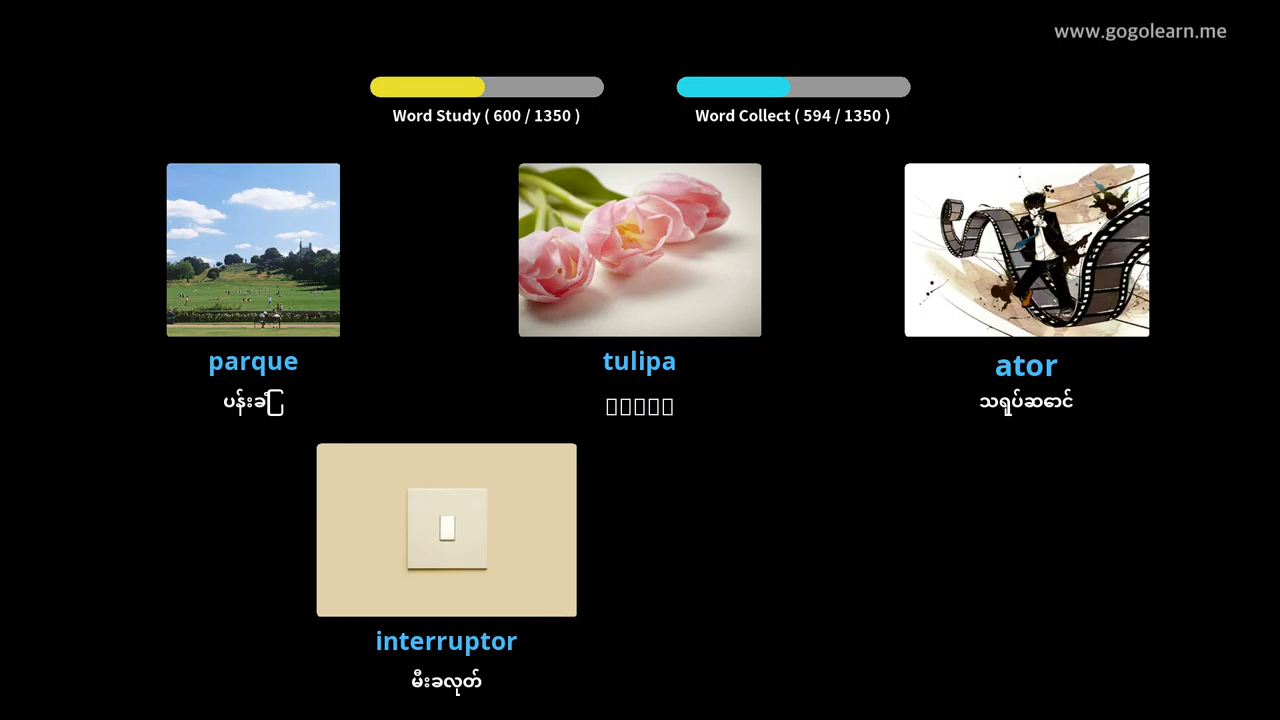 www.gogolearn.me
Word Study ( 600 / 1350 )
Word Collect ( 594 / 1350 )
parque
tulipa
ator
ပန်းခြံ
သရုပ်ဆောင်
interruptor
မီးခလုတ်